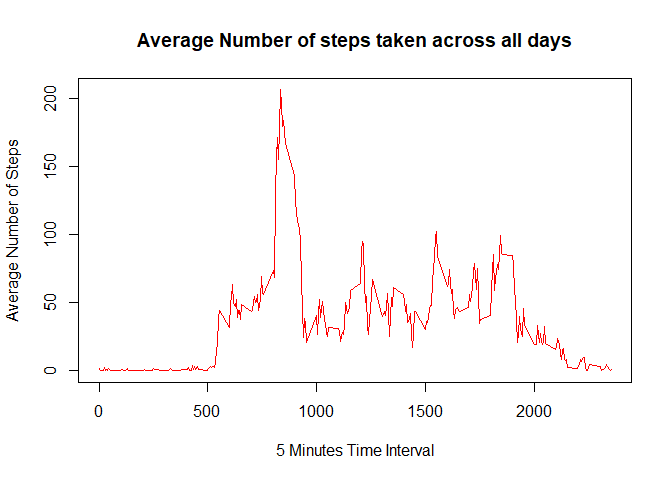 Average Number of steps taken across all days
Average Number of Steps
200
150
100
50
0
0 500 1000 1500 2000
5 Minutes Time Interval